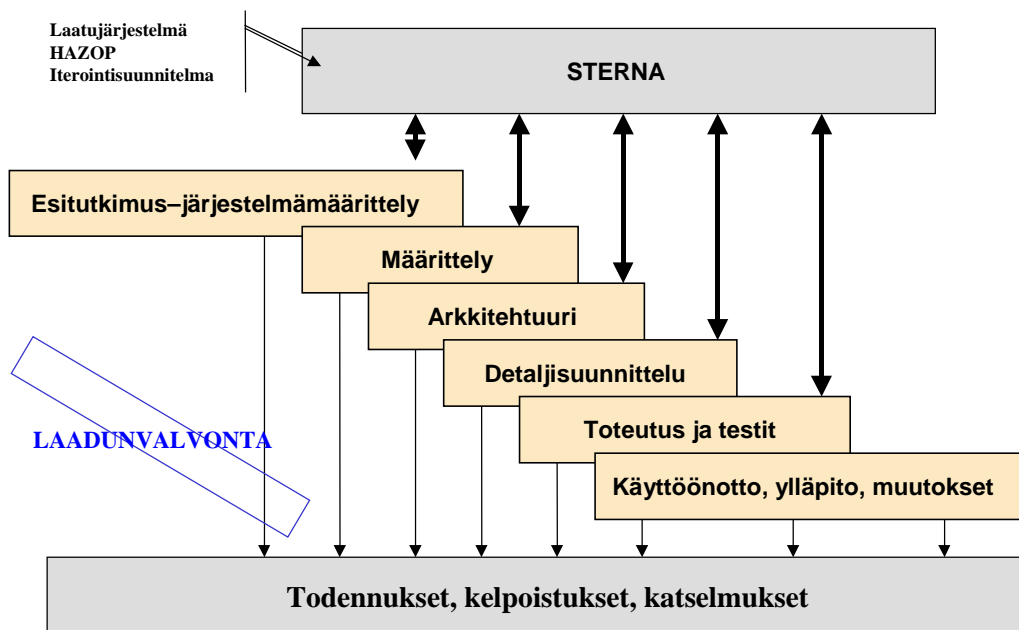 Laatujärjestelmä
HAZOP
Iterointisuunnitelma
STERNA
Esitutkimus–järjestelmämäärittely
Määrittely
Arkkitehtuuri
Detaljisuunnittelu
LAADUNVALVONTA
Toteutus ja testit
Käyttöönotto, ylläpito, muutokset
Todennukset, kelpoistukset, katselmukset